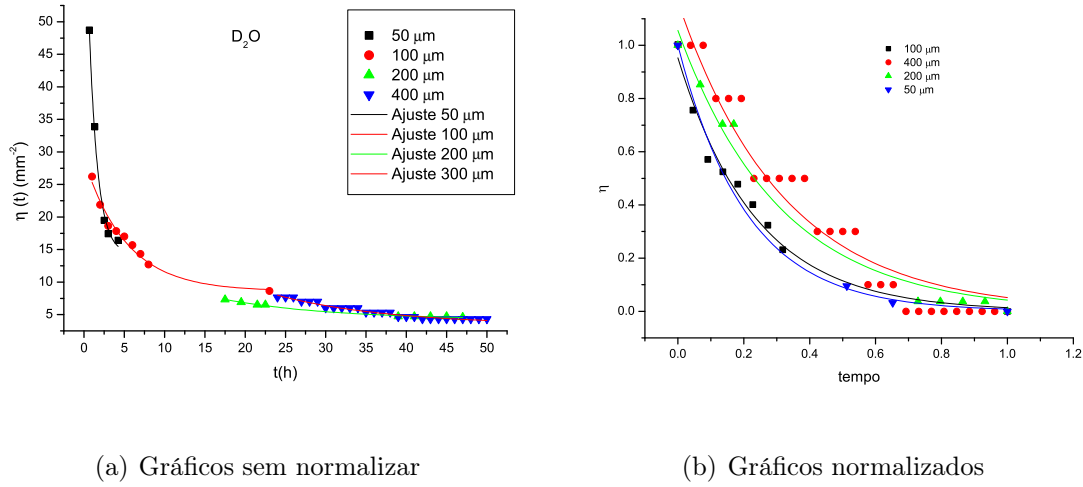 D₂O
50 μm
100 μm
200 μm
400 μm
Ajuste 50 μm
Ajuste 100 μm
Ajuste 200 μm
Ajuste 300 μm
η (t) (mm⁻²)
50
45
40
35
30
25
20
15
10
5
0 5 10 15 20 25 30 35 40 45 50
t(h)
(a) Gráficos sem normalizar
100 μm
400 μm
200 μm
50 μm
η
1.0
0.8
0.6
0.4
0.2
0.0
0.0 0.2 0.4 0.6 0.8 1.0 1.2
tempo
(b) Gráficos normalizados